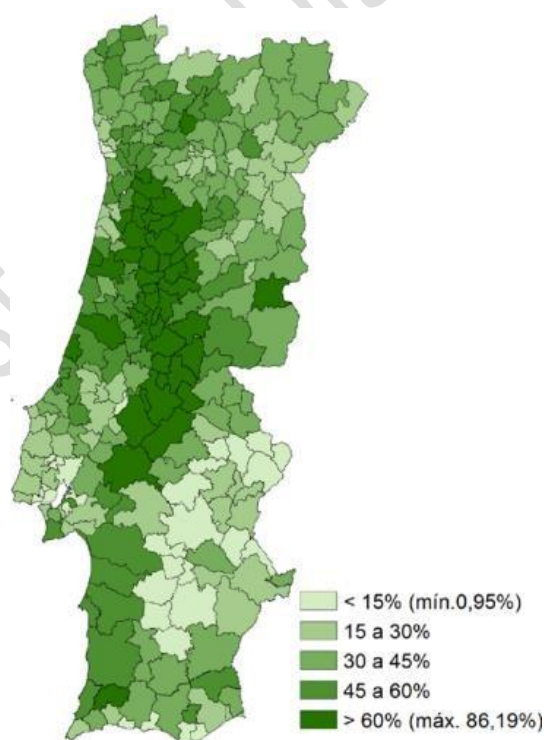 < 15% (mín.0,95%)
15 a 30%
30 a 45%
45 a 60%
> 60% (máx. 86,19%)